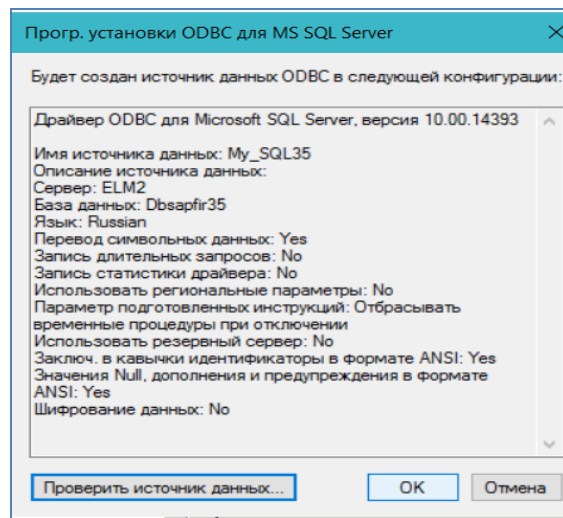 Прогр. установки ODBC для MS SQL Server
Будет создан источник данных ODBC в следующей конфигурации:
Драйвер ODBC для Microsoft SQL Server, версия 10.00.14393
Имя источника данных: My_SQL35
Описание источника данных:
Сервер: ELM2
База данных: Dbsapfir35
Язык: Russian
Перевод символьных данных: Yes
Запись длительных запросов: No
Запись статистики драйвера: No
Использовать региональные параметры: No
Параметр подготовленных инструкций: Отбрасывать
временные процедуры при отключении
Использовать резервный сервер: No
Заключ. в кавычки идентификаторы в формате ANSI: Yes
Значения Null, дополнения и предупреждения в формате
ANSI: Yes
Шифрование данных: No
Проверить источник данных... OK Отмена